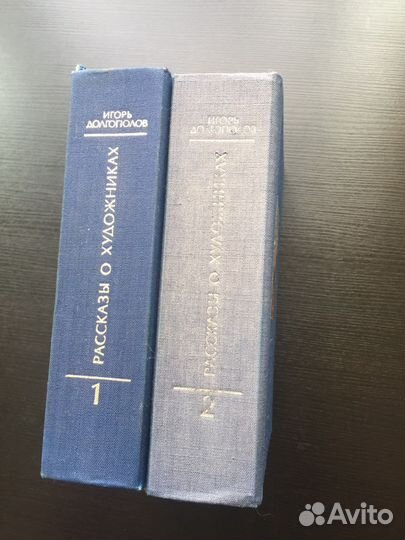 ИГОРЬ
ДОЛГОПОЛОВ
РАССКАЗЫ О ХУДОЖНИКАХ
1
ИГОРЬ
ДОЛГОПОЛОВ
РАССКАЗЫ О ХУДОЖНИКАХ
2
Avito